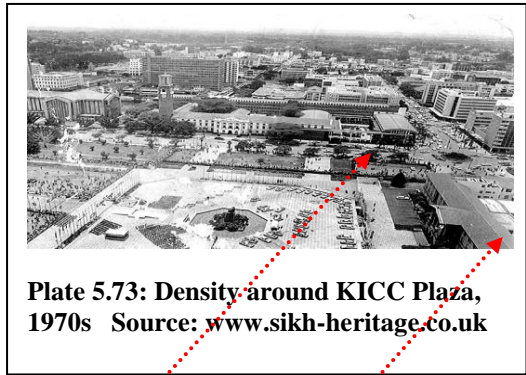 Plate 5.73: Density around KICC Plaza,
1970s Source: www.sikh-heritage.co.uk